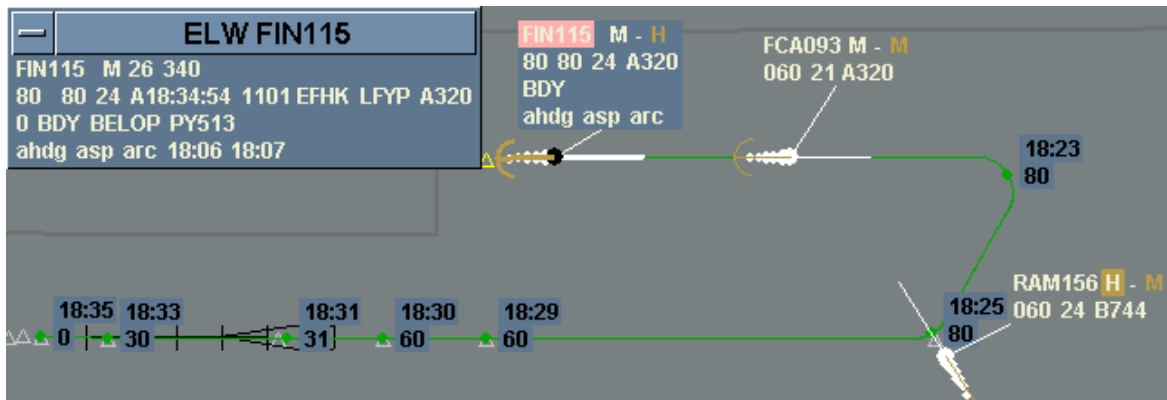 ELW FIN115
FIN115 M 26 340
80 80 24 A18:34:54 1101 EFHK LFYP A320
0 BDY BELOP PY513
ahdg asp arc 18:06 18:07
FIN115 M - H
80 80 24 A320
BDY
ahdg asp arc
FCA093 M - M
060 21 A320
18:23
80
RAM156 H - M
060 24 B744
18:25
80
18:35
0
18:33
30
18:31
31
18:30
60
18:29
60